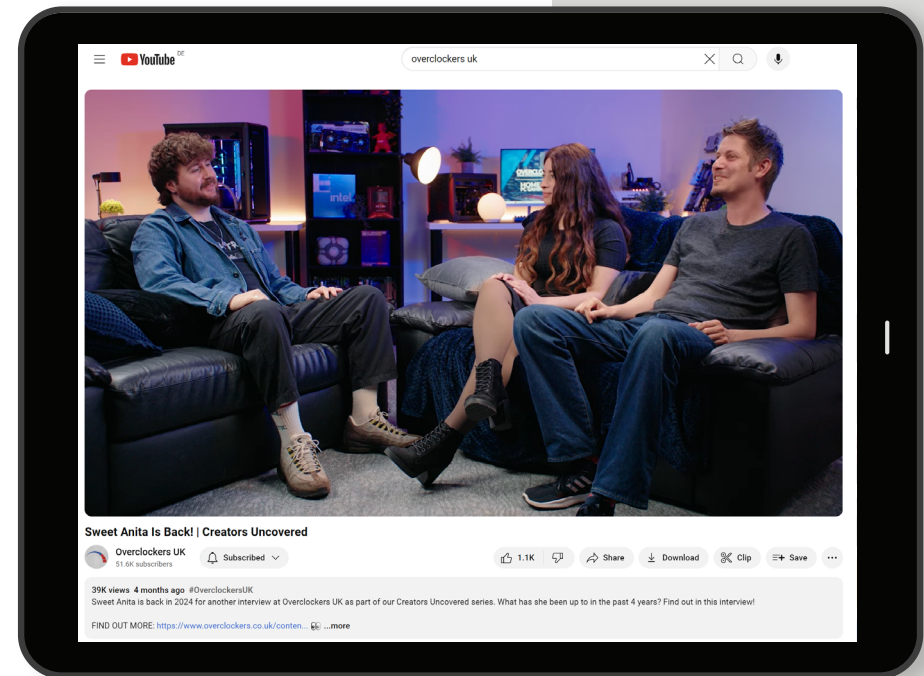 YouTube DE
overclockers uk
intel
Sweet Anita Is Back! | Creators Uncovered
Overclockers UK
51.6K subscribers
Subscribed
1.1K
Share
Download
Clip
Save
39K views 4 months ago #OverclockersUK
Sweet Anita is back in 2024 for another interview at Overclockers UK as part of our Creators Uncovered series. What has she been up to in the past 4 years? Find out in this interview!
FIND OUT MORE: https://www.overclockers.co.uk/conten... ...more